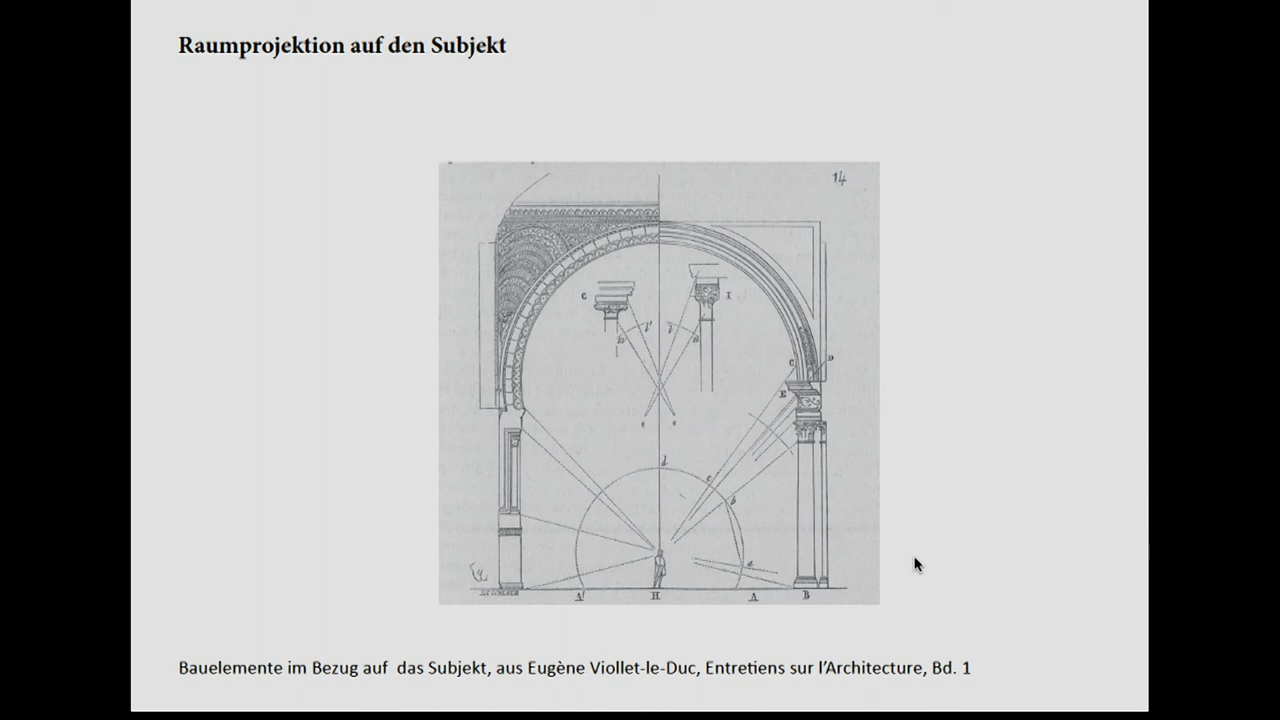 Raumprojektion auf den Subjekt
14
G
I
m
l'
l
n
C
D
E
e
e
d
c
b
a
A'
H
A
B
Bauelemente im Bezug auf das Subjekt, aus Eugène Viollet-le-Duc, Entretiens sur l'Architecture, Bd. 1